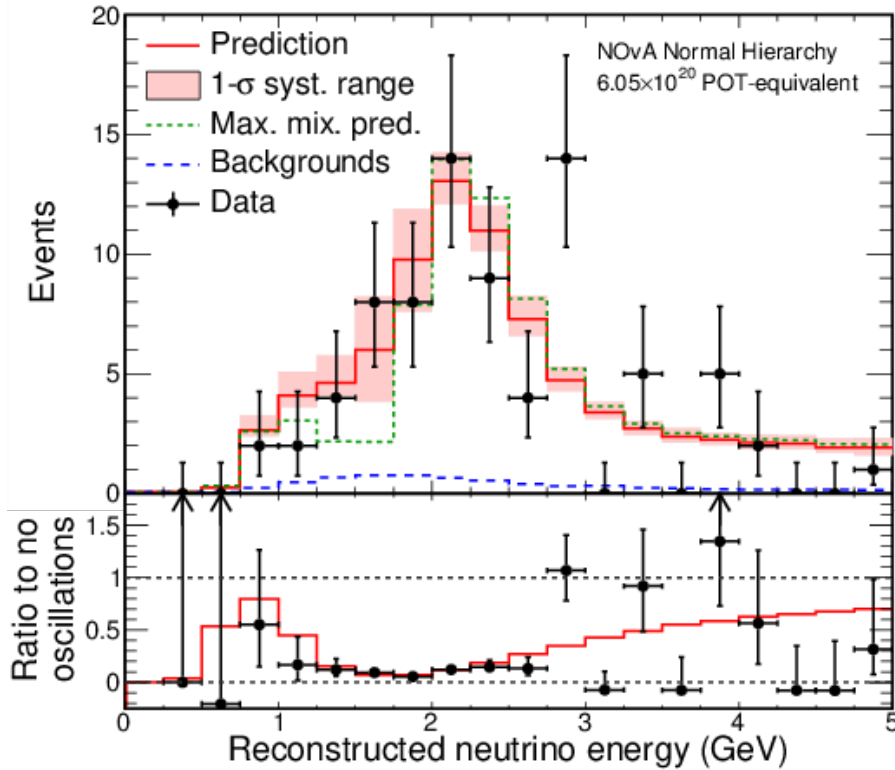 20
15
10
5
0
Events
Prediction
1-σ syst. range
Max. mix. pred.
Backgrounds
Data
NOvA Normal Hierarchy
6.05×10²⁰ POT-equivalent
1.5
1
0.5
0
Ratio to no
oscillations
0 1 2 3 4 5
Reconstructed neutrino energy (GeV)